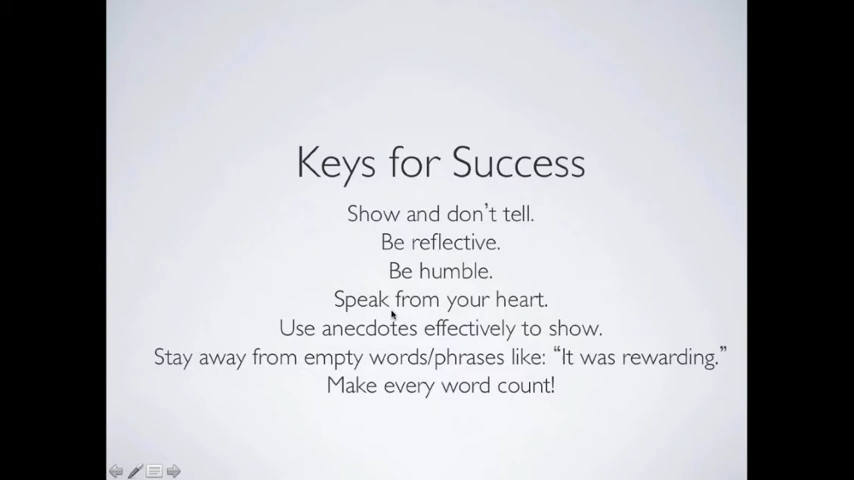 Keys for Success
Show and don’t tell.
Be reflective.
Be humble.
Speak from your heart.
Use anecdotes effectively to show.
Stay away from empty words/phrases like: “It was rewarding.”
Make every word count!